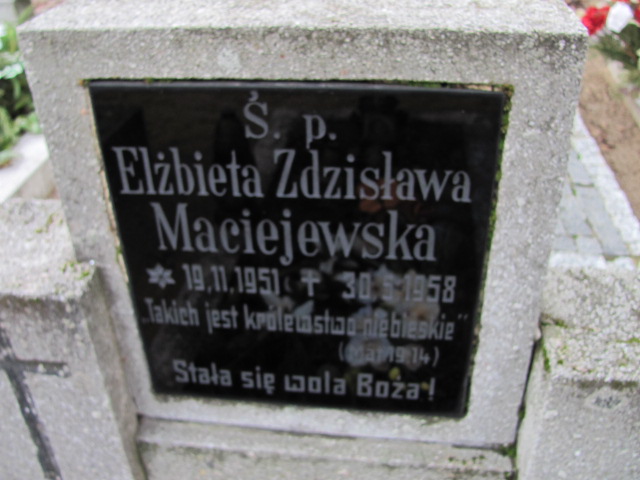 Ś. p.
Elżbieta Zdzisława
Maciejewska
* 19.11.1951 † 30.5.1958
„Takich jest królewstwo niebieskie"
(Mat 19.14)
Stała się wola Boża!